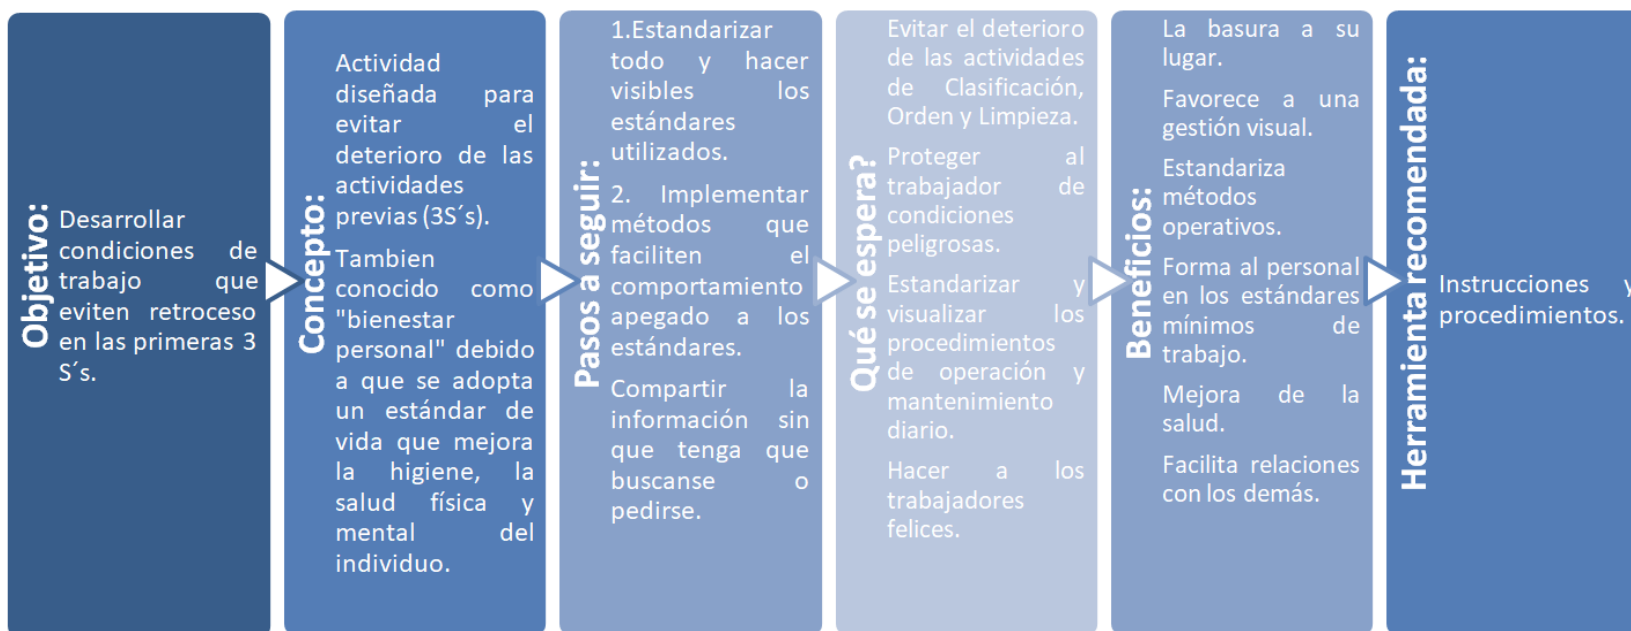 Objetivo:
Desarrollar
condiciones de
trabajo que
eviten retroceso
en las primeras 3
S´s.
Concepto:
Actividad
diseñada para
evitar el
deterioro de las
actividades
previas (3S´s).
Tambien
conocido como
"bienestar
personal" debido
a que se adopta
un estándar de
vida que mejora
la higiene, la
salud física y
mental del
individuo.
Pasos a seguir:
1.Estandarizar
todo y hacer
visibles los
estándares
utilizados.
2. Implementar
métodos que
faciliten el
comportamiento
apegado a los
estándares.
Compartir la
información sin
que tenga que
buscanse o
pedirse.
Qué se espera?
Evitar el deterioro
de las actividades
de Clasificación,
Orden y Limpieza.
Proteger al
trabajador de
condiciones
peligrosas.
Estandarizar y
visualizar los
procedimientos
de operación y
mantenimiento
diario.
Hacer a los
trabajadores
felices.
Beneficios:
La basura a su
lugar.
Favorece a una
gestión visual.
Estandariza
métodos
operativos.
Forma al personal
en los estándares
mínimos de
trabajo.
Mejora de la
salud.
Facilita relaciones
con los demás.
Herramienta recomendada:
Instrucciones y
procedimientos.